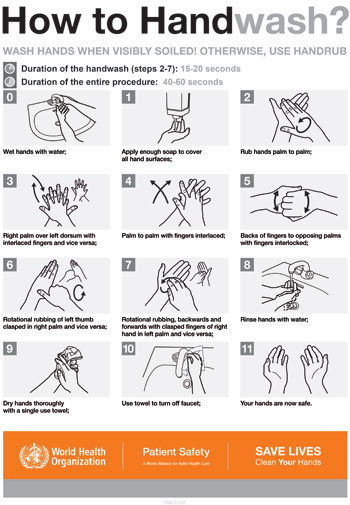 How to Handwash?
WASH HANDS WHEN VISIBLY SOILED! OTHERWISE, USE HANDRUB
Duration of the handwash (steps 2-7): 15-20 seconds
Duration of the entire procedure: 40-60 seconds
0
Wet hands with water;
1
Apply enough soap to cover
all hand surfaces;
2
Rub hands palm to palm;
3
Right palm over left dorsum with
interlaced fingers and vice versa;
4
Palm to palm with fingers interlaced;
5
Backs of fingers to opposing palms
with fingers interlocked;
6
Rotational rubbing of left thumb
clasped in right palm and vice versa;
7
Rotational rubbing, backwards and
forwards with clasped fingers of right
hand in left palm and vice versa;
8
Rinse hands with water;
9
Dry hands thoroughly
with a single use towel;
10
Use towel to turn off faucet;
11
Your hands are now safe.
World Health
Organization
Patient Safety
A World Alliance for Safer Health Care
SAVE LIVES
Clean Your Hands
May 2009